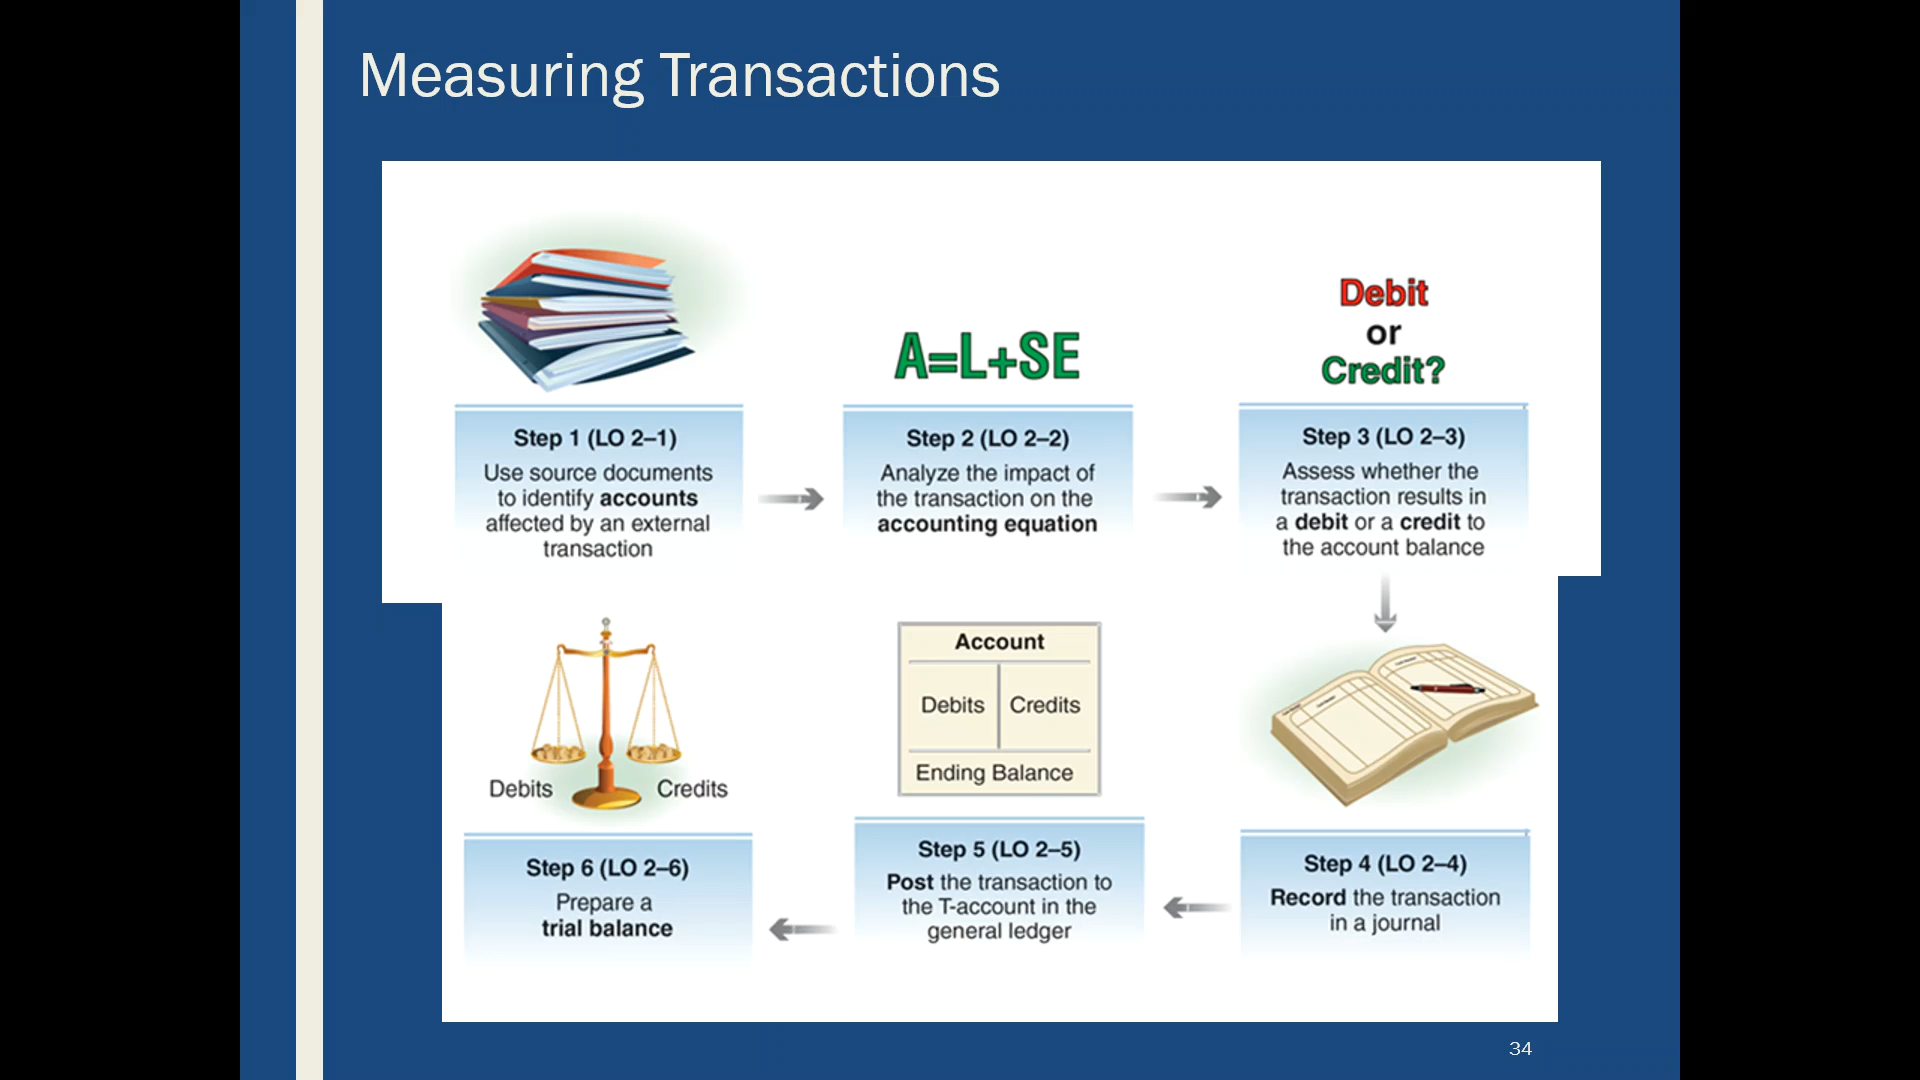 Measuring Transactions
A=L+SE
Debit
or
Credit?
Step 1 (LO 2–1)
Use source documents
to identify accounts
affected by an external
transaction
Step 2 (LO 2–2)
Analyze the impact of
the transaction on the
accounting equation
Step 3 (LO 2–3)
Assess whether the
transaction results in
a debit or a credit to
the account balance
Debits
Credits
Account
Debits
Credits
Ending Balance
Step 6 (LO 2–6)
Prepare a
trial balance
Step 5 (LO 2–5)
Post the transaction to
the T-account in the
general ledger
Step 4 (LO 2–4)
Record the transaction
in a journal
34